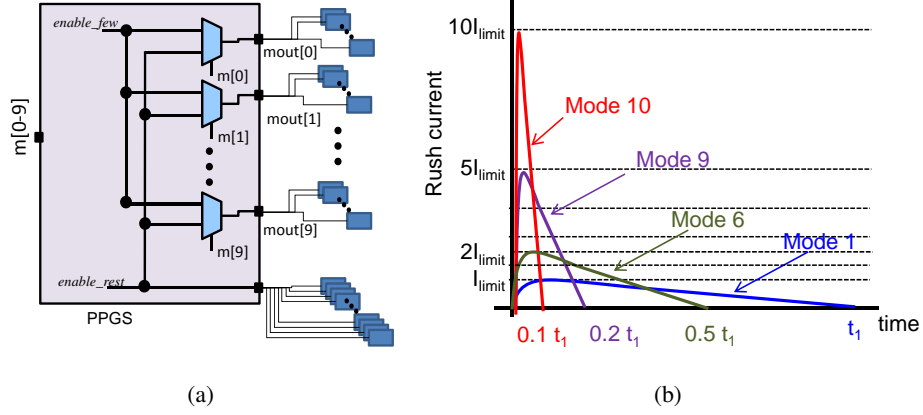 enable_few
m[0]
mout[0]
m[0-9]
m[1]
mout[1]
m[9]
mout[9]
enable_rest
PPGS
(a)
10I_limit
Mode 10
Rush current
5I_limit
Mode 9
Mode 6
2I_limit
Mode 1
I_limit
0.1 t_1
0.2 t_1
0.5 t_1
t_1
time
(b)